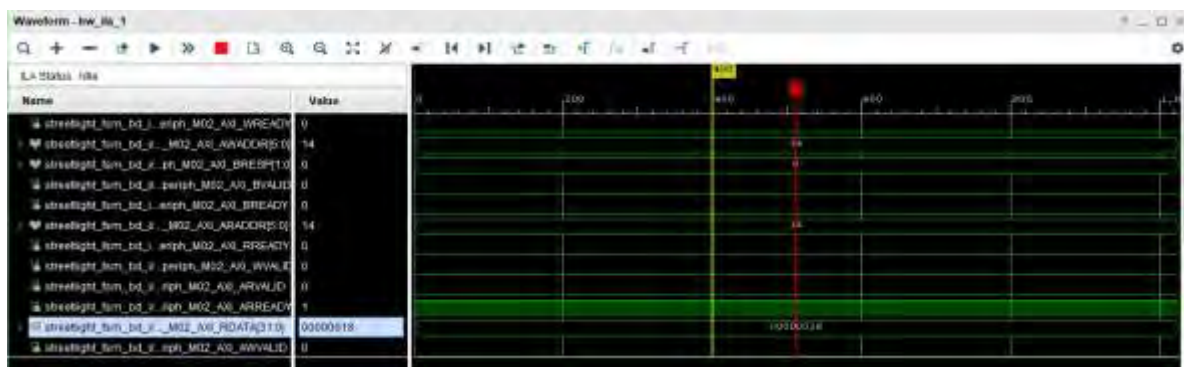 Waveform - hw_ila_1
ILA Status: Idle
Name Value
streetlight_fsm_bd_i...eriph_M02_AXI_WREADY 0
streetlight_fsm_bd_i..._M02_AXI_AWADDR[5:0] 14
streetlight_fsm_bd_i...ph_M02_AXI_BRESP[1:0] 0
streetlight_fsm_bd_i...periph_M02_AXI_BVALID 0
streetlight_fsm_bd_i...eriph_M02_AXI_BREADY 0
streetlight_fsm_bd_i..._M02_AXI_ARADDR[5:0] 14
streetlight_fsm_bd_i...eriph_M02_AXI_RREADY 0
streetlight_fsm_bd_i...periph_M02_AXI_WVALID 0
streetlight_fsm_bd_i...riph_M02_AXI_ARVALID 0
streetlight_fsm_bd_i...riph_M02_AXI_ARREADY 1
streetlight_fsm_bd_i..._M02_AXI_RDATA[31:0] 00000018
streetlight_fsm_bd_i...riph_M02_AXI_AWVALID 0
0 200 400 600 800
14
0
14
00000018